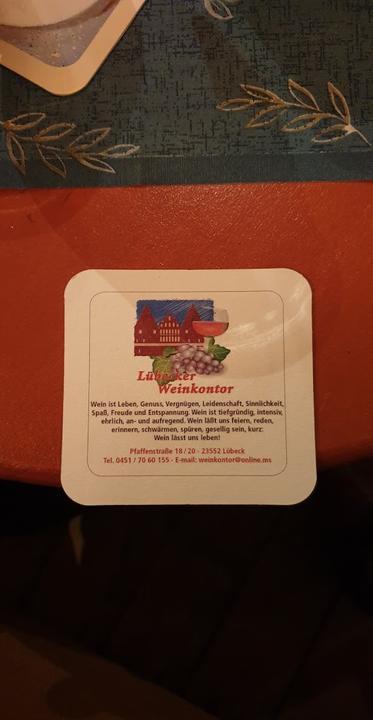 Lübecker
Weinkontor
Wein ist Leben, Genuss, Vergnügen, Leidenschaft, Sinnlichkeit,
Spaß, Freude und Entspannung. Wein ist tiefgründig, intensiv,
ehrlich, an- und aufregend. Wein läßt uns feiern, reden,
erinnern, schwärmen, spüren, gesellig sein, kurz:
Wein lässt uns leben!
Pfaffenstraße 18/20 - 23552 Lübeck
Tel. 0451 / 70 60 155 - E-mail: weinkontor@online.ms